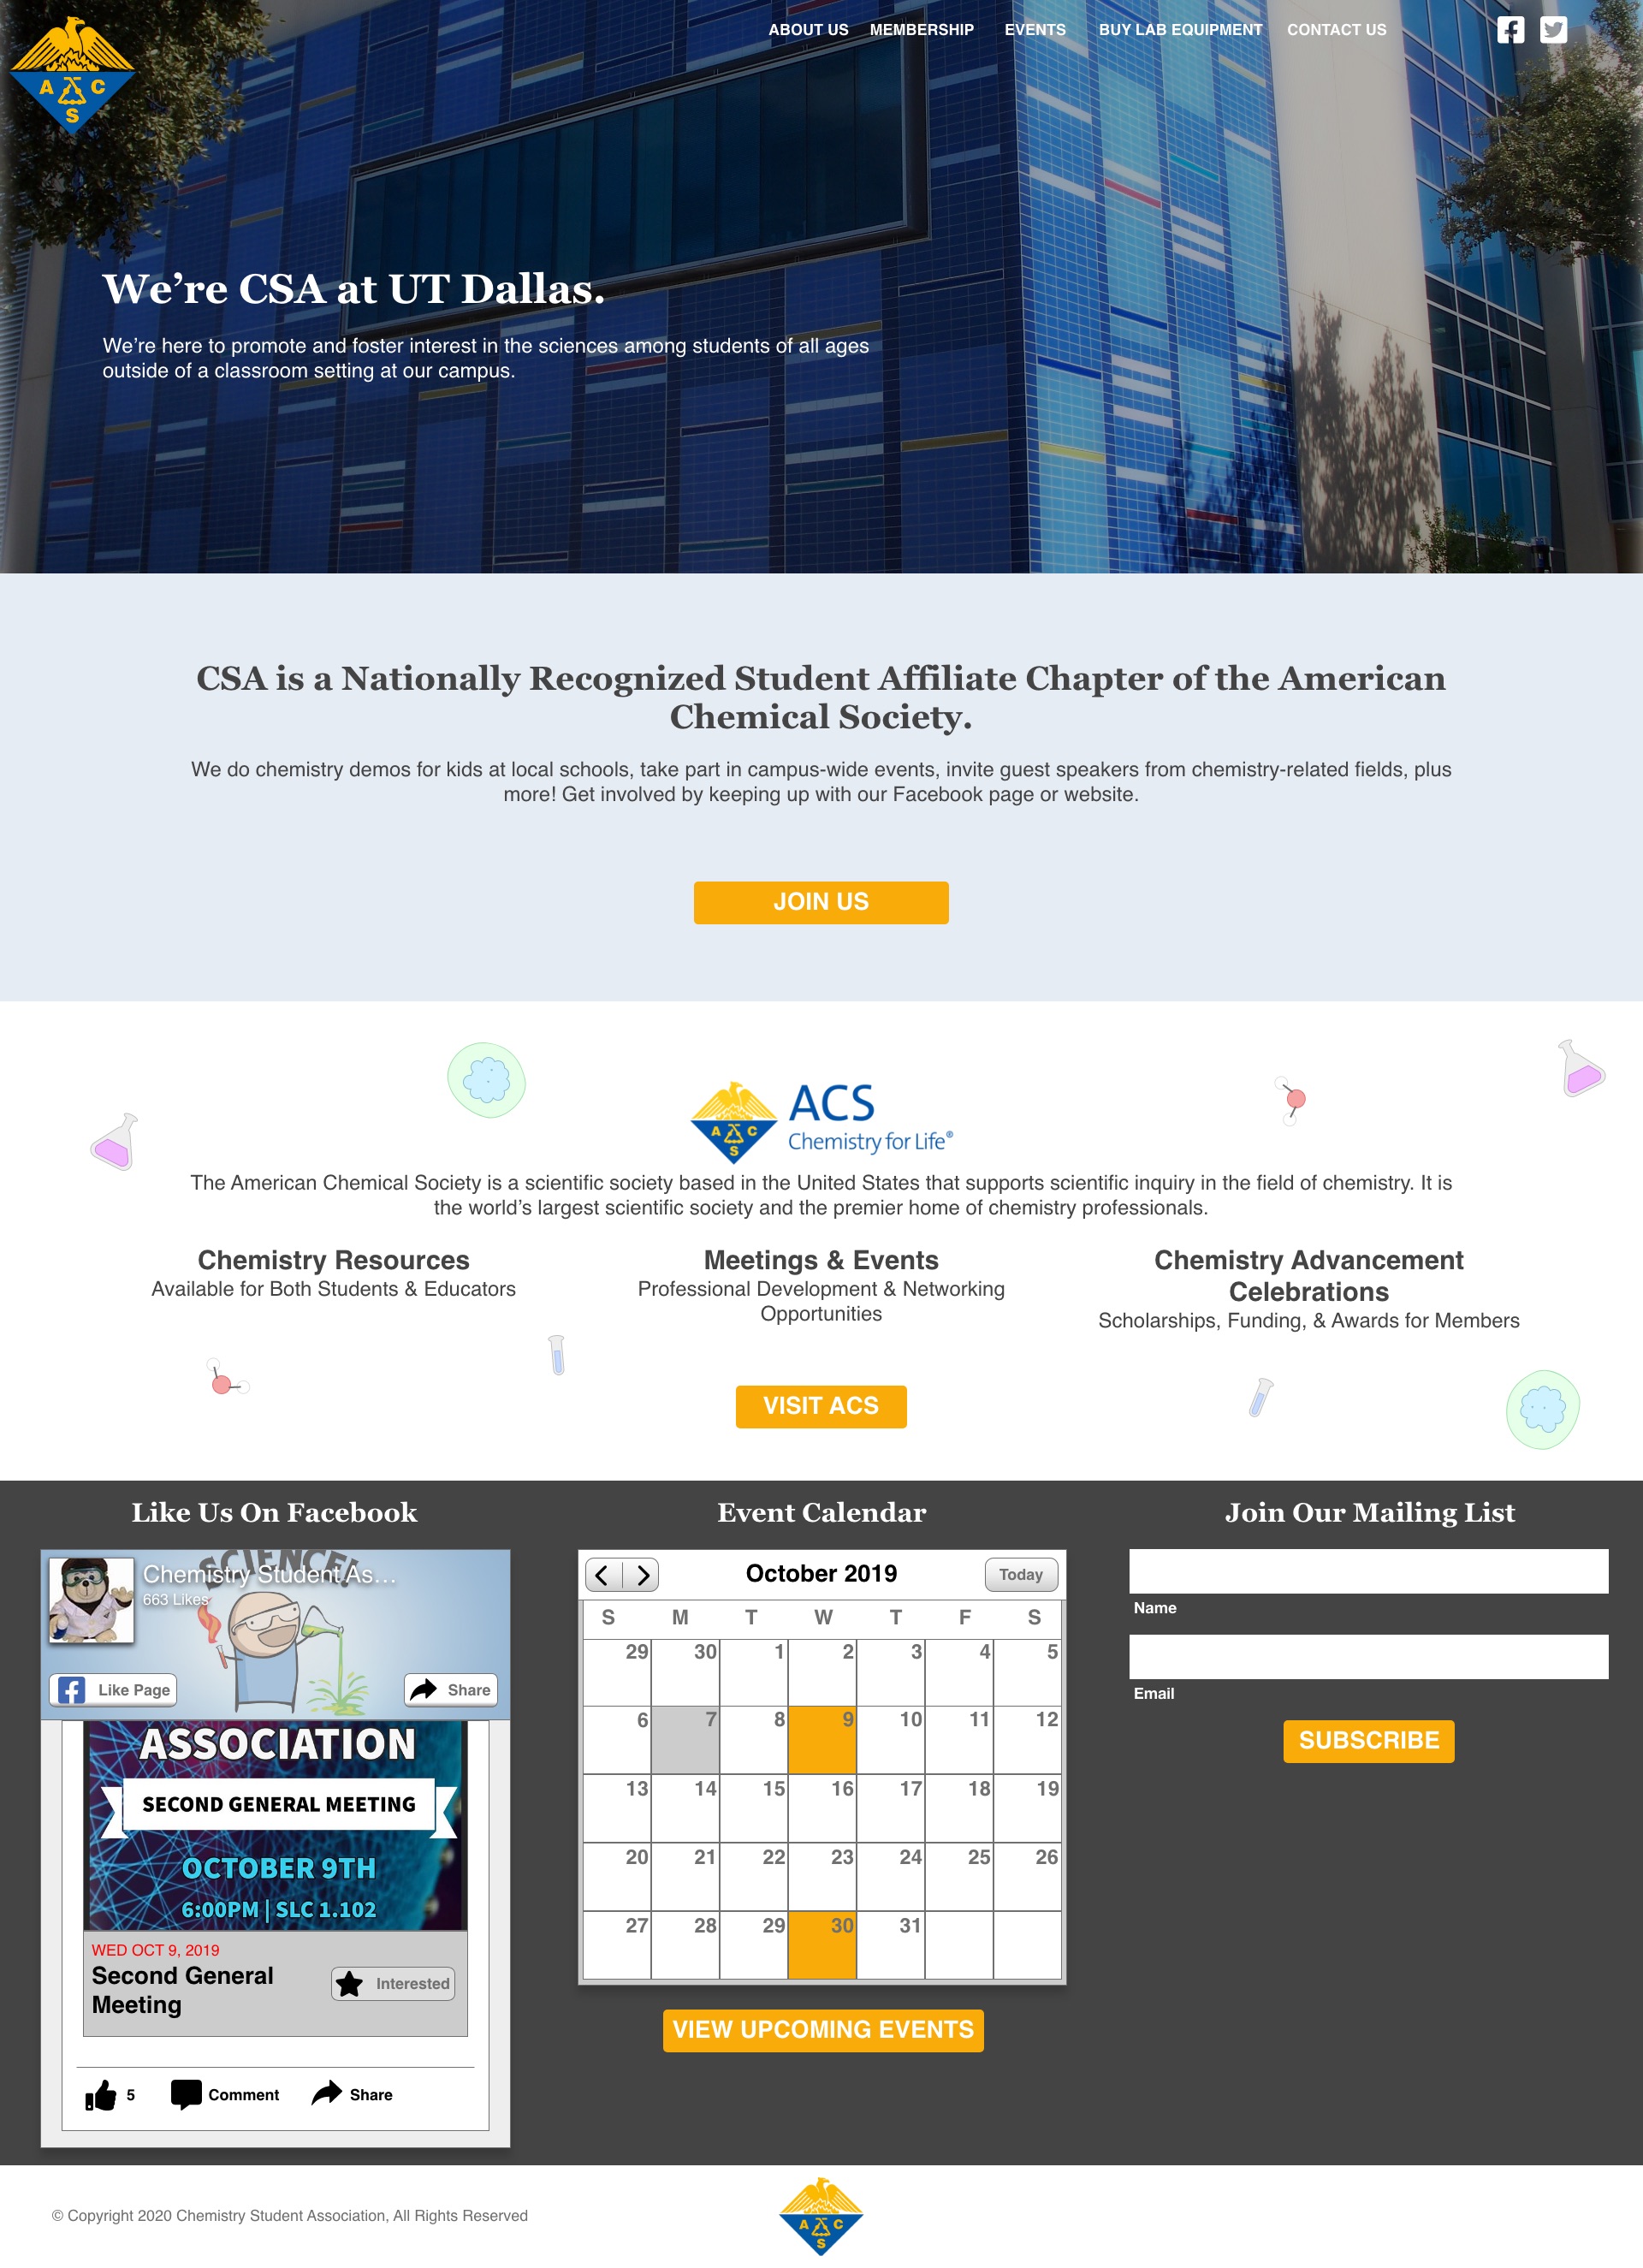 ABOUT US MEMBERSHIP EVENTS BUY LAB EQUIPMENT CONTACT US
A C
S
We’re CSA at UT Dallas.
We’re here to promote and foster interest in the sciences among students of all ages
outside of a classroom setting at our campus.
CSA is a Nationally Recognized Student Affiliate Chapter of the American
Chemical Society.
We do chemistry demos for kids at local schools, take part in campus-wide events, invite guest speakers from chemistry-related fields, plus
more! Get involved by keeping up with our Facebook page or website.
JOIN US
A C
S
ACS
Chemistry for Life®
The American Chemical Society is a scientific society based in the United States that supports scientific inquiry in the field of chemistry. It is
the world’s largest scientific society and the premier home of chemistry professionals.
Chemistry Resources
Available for Both Students & Educators
Meetings & Events
Professional Development & Networking
Opportunities
Chemistry Advancement
Celebrations
Scholarships, Funding, & Awards for Members
VISIT ACS
Like Us On Facebook
SCIENCE!
Chemistry Student As...
663 Likes
Like Page
Share
ASSOCIATION
SECOND GENERAL MEETING
OCTOBER 9TH
6:00PM | SLC 1.102
WED OCT 9, 2019
Second General
Meeting
Interested
5 Comment Share
Event Calendar
October 2019
Today
S M T W T F S
29 30 1 2 3 4 5
6 7 8 9 10 11 12
13 14 15 16 17 18 19
20 21 22 23 24 25 26
27 28 29 30 31
VIEW UPCOMING EVENTS
Join Our Mailing List
Name
Email
SUBSCRIBE
© Copyright 2020 Chemistry Student Association, All Rights Reserved
A C
S